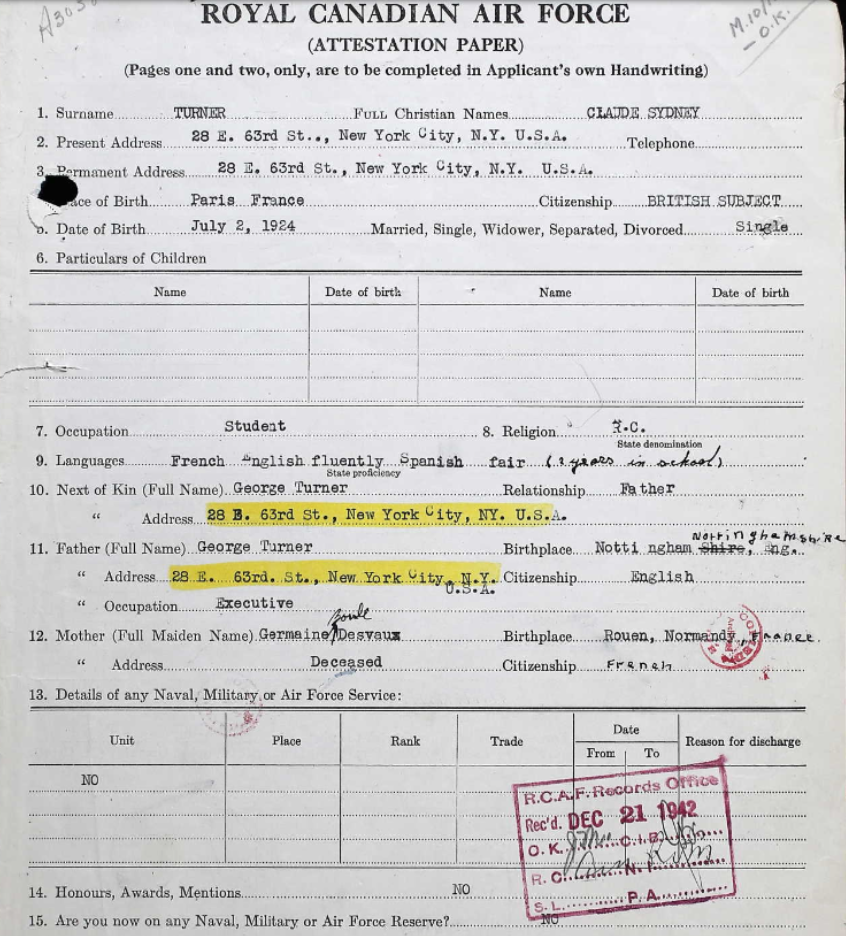 A303
M.10/
- O.K.
ROYAL CANADIAN AIR FORCE
(ATTESTATION PAPER)
(Pages one and two, only, are to be completed in Applicant's own Handwriting)
1. Surname TURNER FULL Christian Names CLAUDE SYDNEY
2. Present Address 28 E. 63rd St.., New York City, N.Y. U.S.A. Telephone
3. Permanent Address 28 E. 63rd St., New York City, N.Y. U.S.A.
ace of Birth Paris France Citizenship BRITISH SUBJECT
5. Date of Birth July 2, 1924 Married, Single, Widower, Separated, Divorced Single
6. Particulars of Children
Name Date of birth Name Date of birth
7. Occupation Student 8. Religion R.C.
State denomination
9. Languages French English fluently Spanish fair ( years in school)
State proficiency
10. Next of Kin (Full Name) George Turner Relationship Father
" Address 28 E. 63rd St., New York City, NY. U.S.A.
Nottinghamshire
11. Father (Full Name) George Turner Birthplace Notti ngham Shire, Eng.
" Address 28 E. 63rd. St., New York City, N.Y. Citizenship English
U.S.A.
" Occupation Executive
12. Mother (Full Maiden Name) Germaine Desvaux Birthplace Rouen, Normandy, France.
" Address Deceased Citizenship French
13. Details of any Naval, Military or Air Force Service:
Unit Place Rank Trade Date Reason for discharge
From To
NO
R.C.A.F. Records Office
Rec'd. DEC 21 1942
O.K. C.I.B.
R.C. N.
S.L. P.A.
14. Honours, Awards, Mentions NO
15. Are you now on any Naval, Military or Air Force Reserve? NO